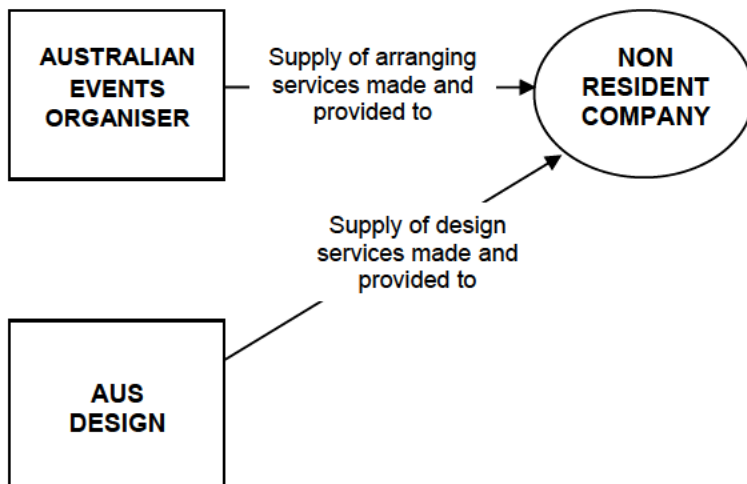 AUSTRALIAN
EVENTS
ORGANISER
Supply of arranging
services made and
provided to
NON
RESIDENT
COMPANY
Supply of design
services made and
provided to
AUS
DESIGN